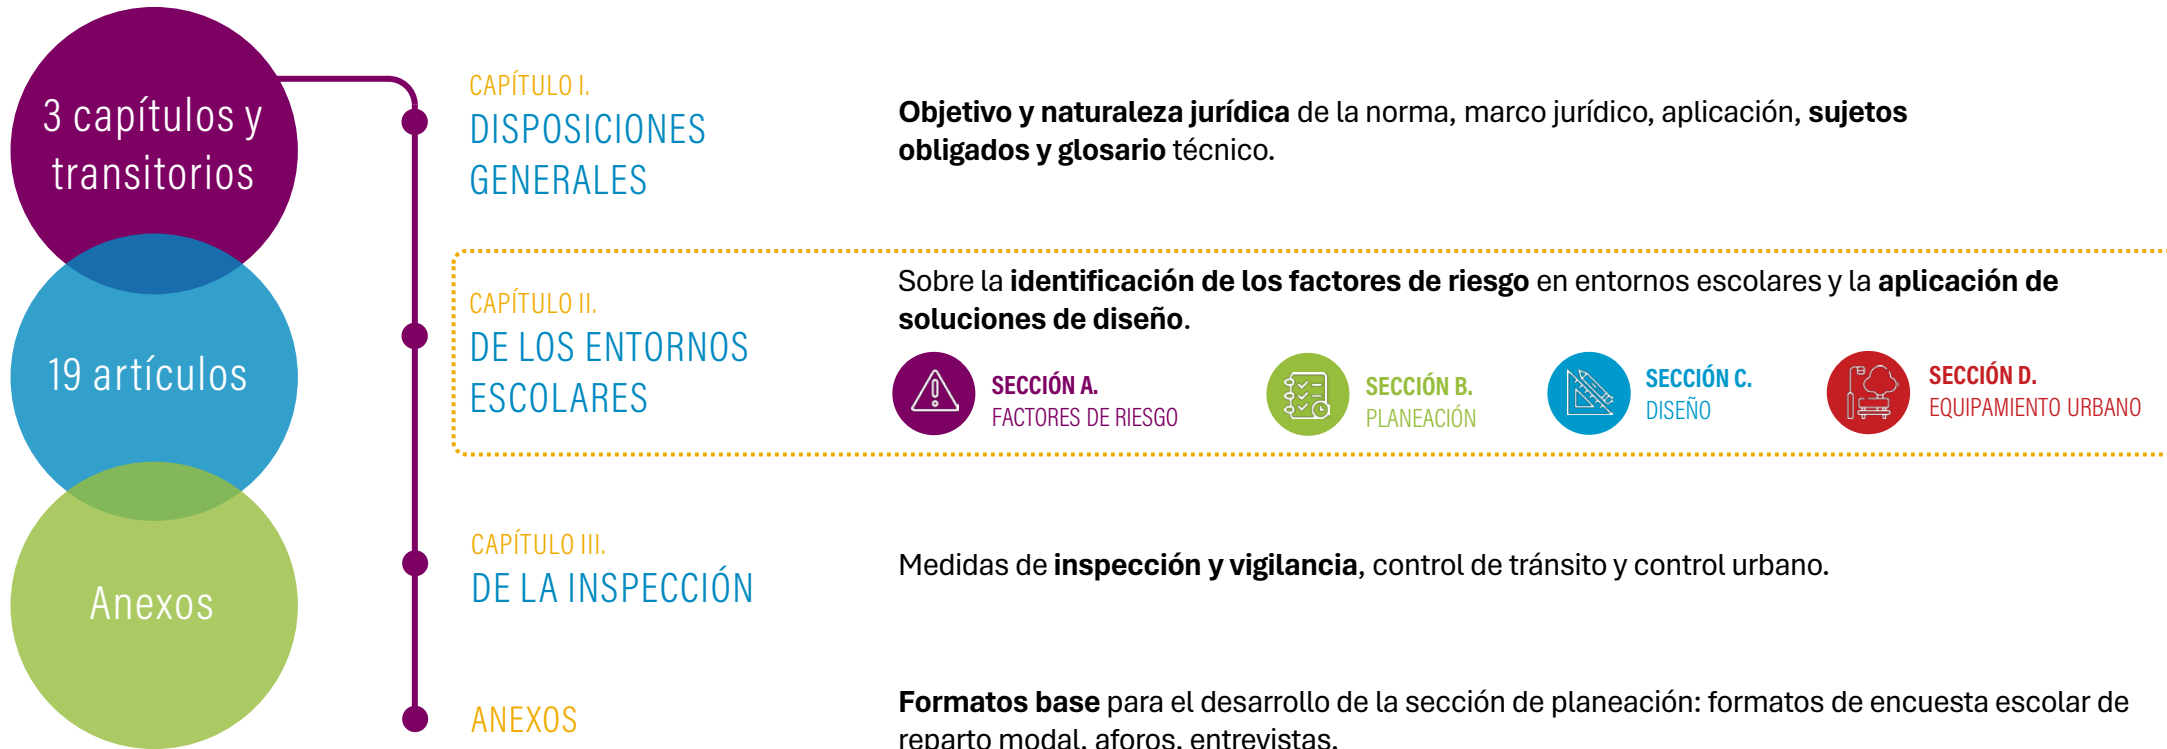 3 capítulos y
transitorios
19 artículos
Anexos
CAPÍTULO I.
DISPOSICIONES
GENERALES
Objetivo y naturaleza jurídica de la norma, marco jurídico, aplicación, sujetos
obligados y glosario técnico.
CAPÍTULO II.
DE LOS ENTORNOS
ESCOLARES
Sobre la identificación de los factores de riesgo en entornos escolares y la aplicación de
soluciones de diseño.
SECCIÓN A.
FACTORES DE RIESGO
SECCIÓN B.
PLANEACIÓN
SECCIÓN C.
DISEÑO
SECCIÓN D.
EQUIPAMIENTO URBANO
CAPÍTULO III.
DE LA INSPECCIÓN
Medidas de inspección y vigilancia, control de tránsito y control urbano.
ANEXOS
Formatos base para el desarrollo de la sección de planeación: formatos de encuesta escolar de
reparto modal, aforos, entrevistas.